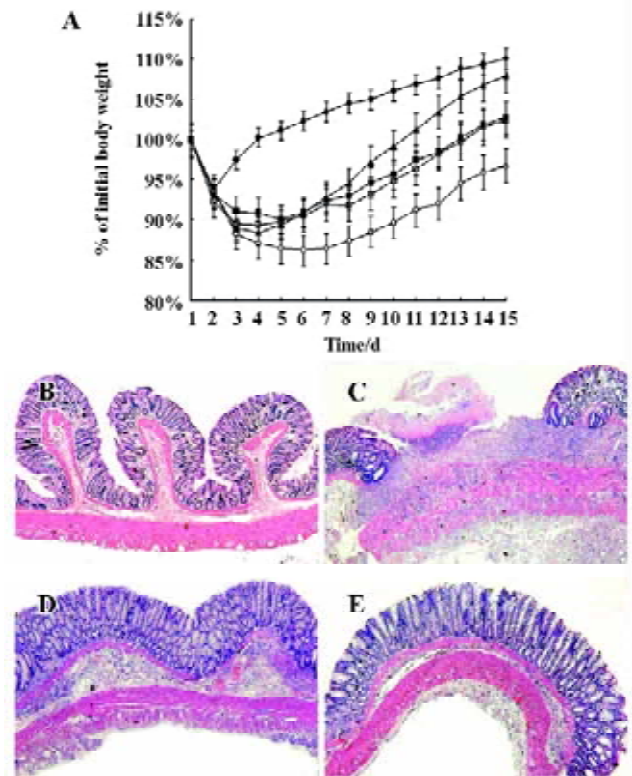 A
115%
110%
105%
100%
95%
90%
85%
80%
% of initial body weight
1 2 3 4 5 6 7 8 9 10 11 12 13 14 15
Time/d
B
C
D
E